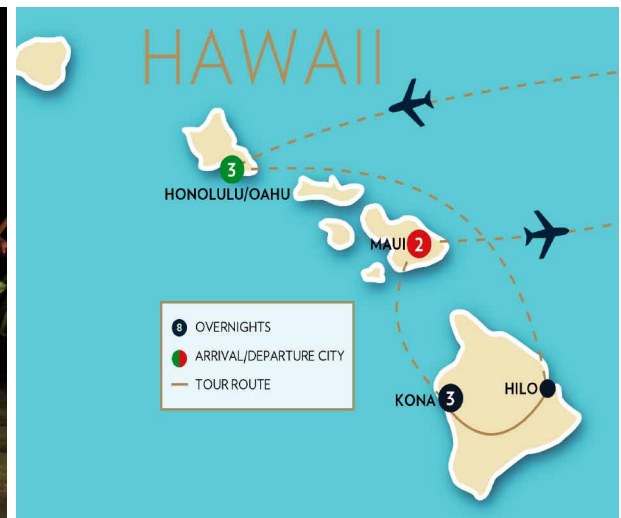 HAWAII
3
HONOLULU/OAHU
MAUI 2
8 OVERNIGHTS
ARRIVAL/DEPARTURE CITY
TOUR ROUTE
KONA 3
HILO